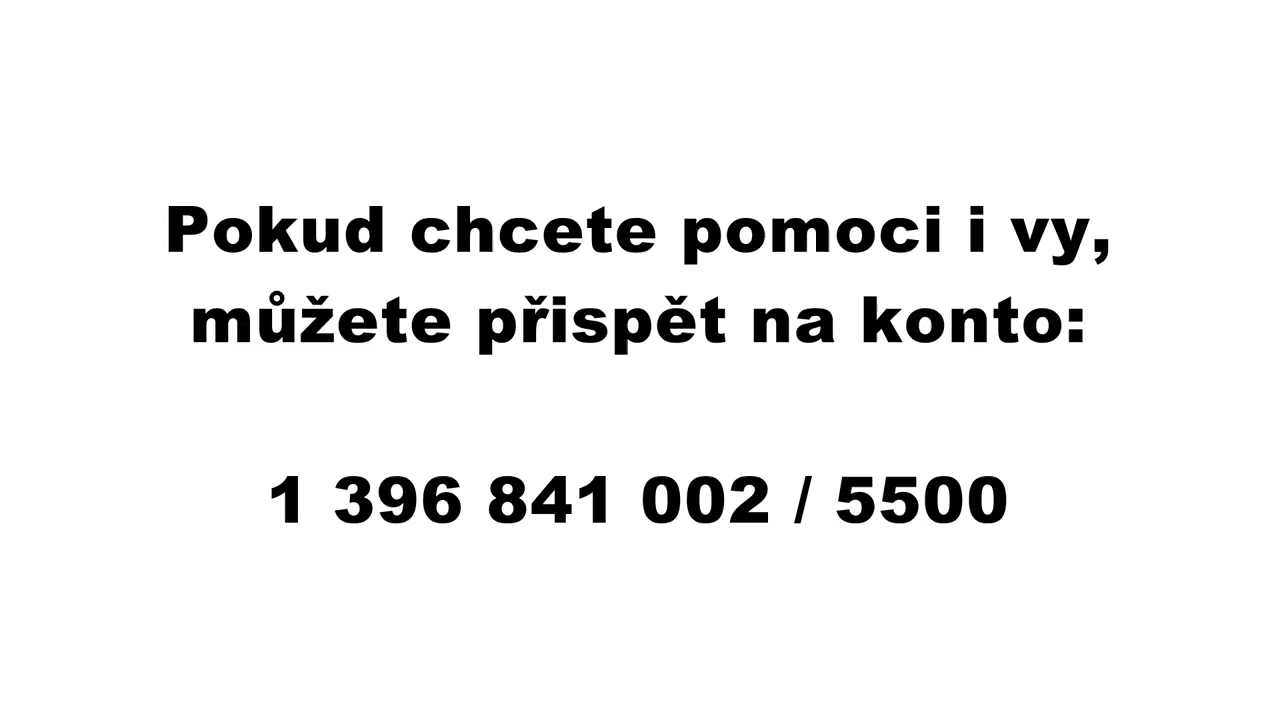 Pokud chcete pomoci i vy,
můžete přispět na konto:
1 396 841 002 / 5500